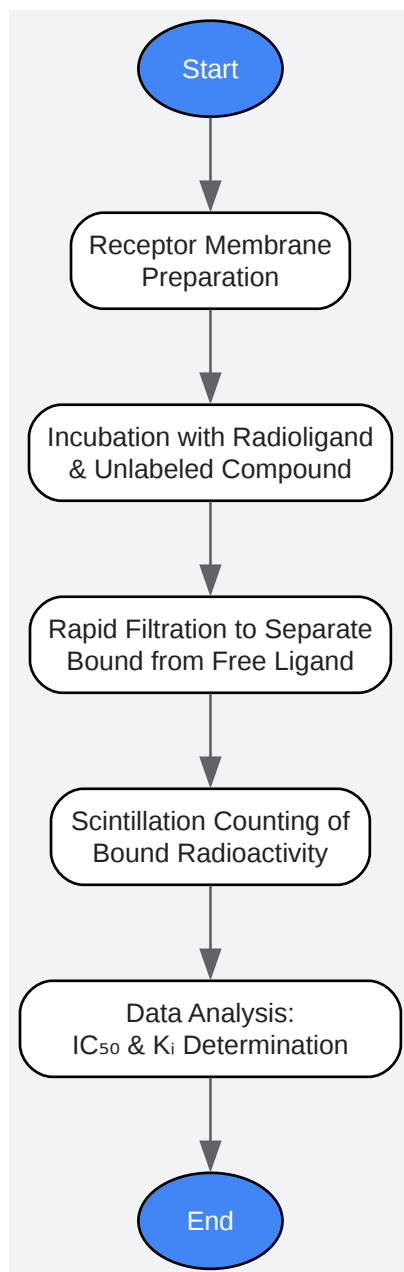 Start
Receptor Membrane
Preparation
Incubation with Radioligand
& Unlabeled Compound
Rapid Filtration to Separate
Bound from Free Ligand
Scintillation Counting of
Bound Radioactivity
Data Analysis:
IC₅₀ & Kᵢ Determination
End